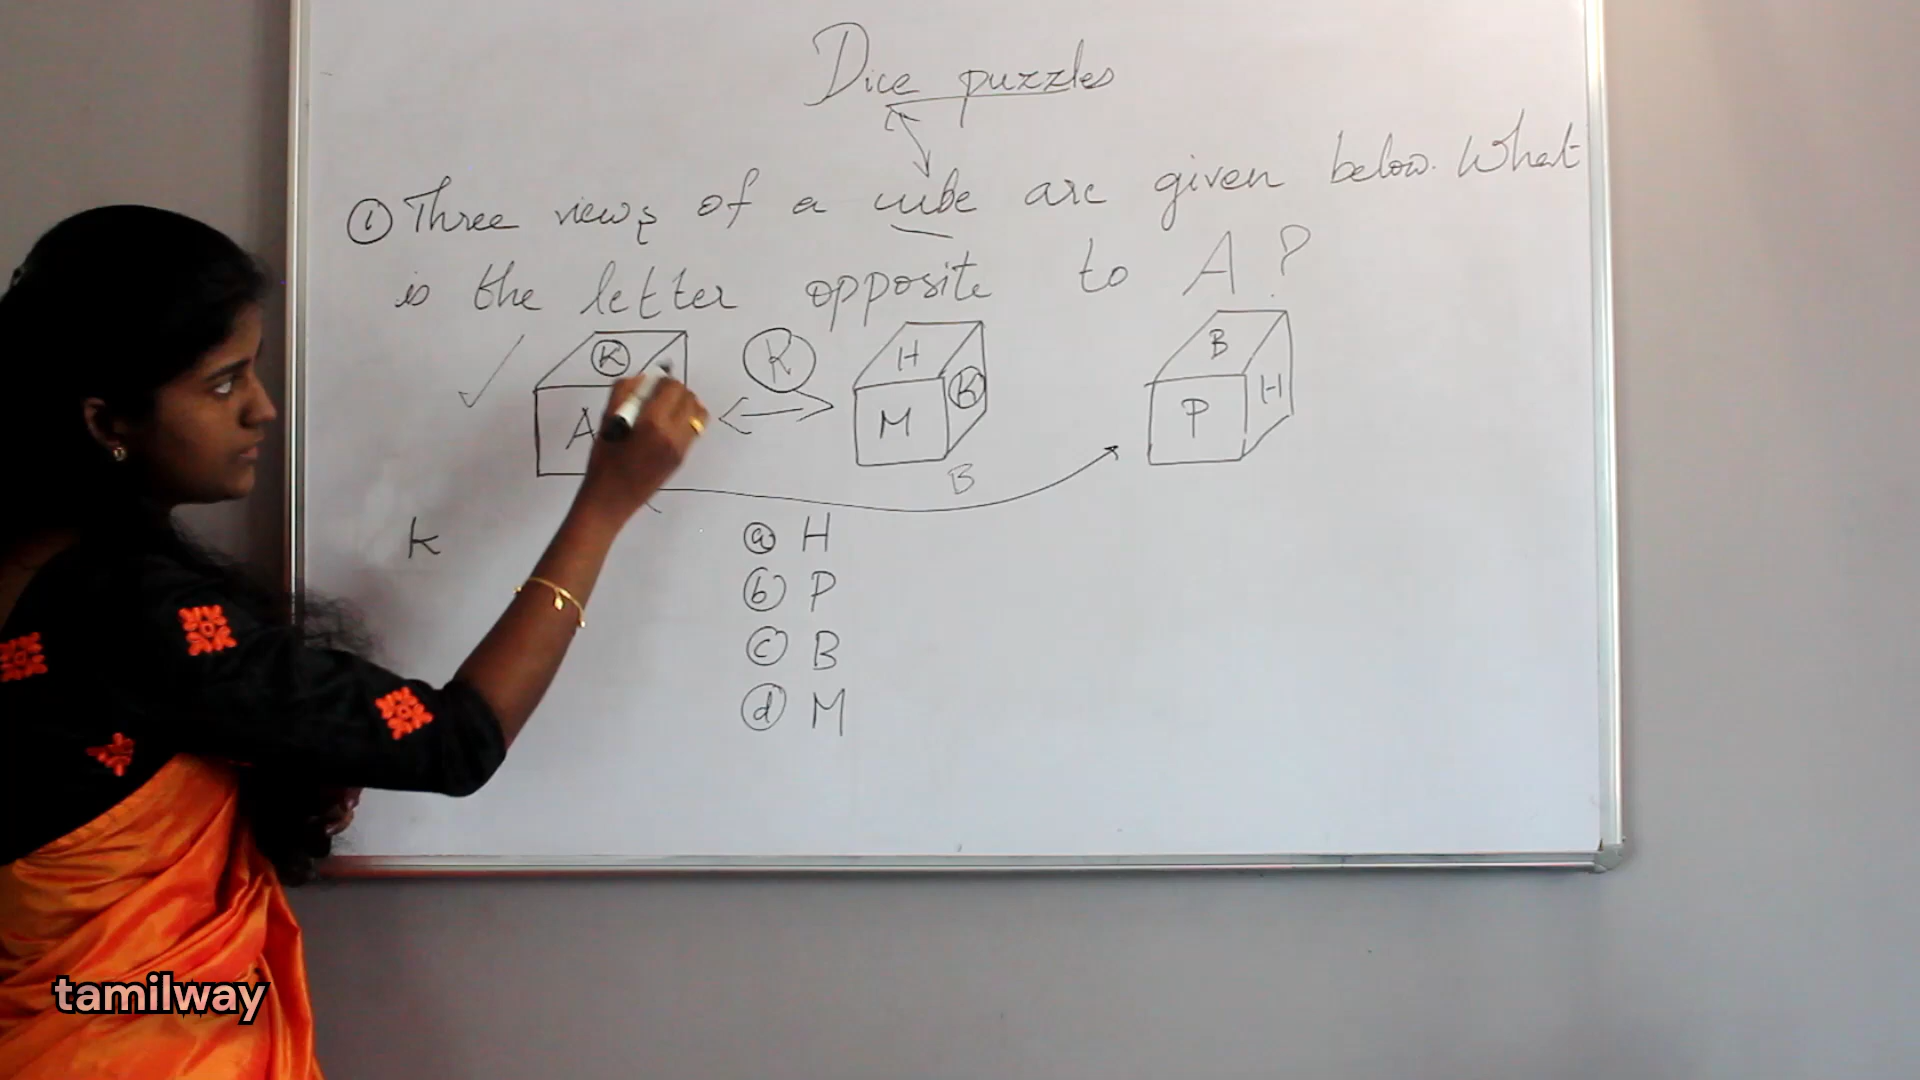 Dice puzzles
① Three views of a cube are given below. What
is the letter opposite to A?
K K H K B
A M P H
B
k
ⓐ H
ⓑ P
ⓒ B
ⓓ M
tamilway